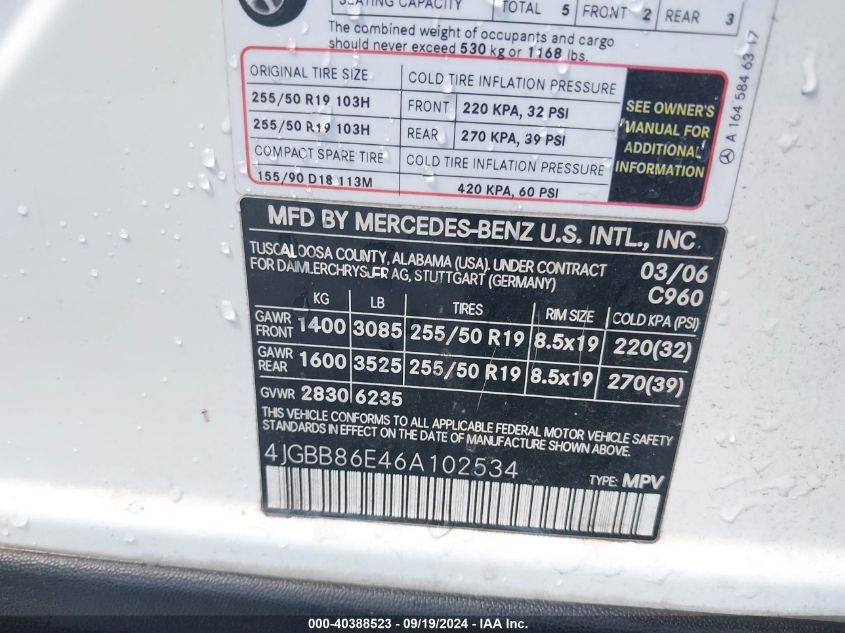 SEATING CAPACITY TOTAL 5 FRONT 2 REAR 3
The combined weight of occupants and cargo
should never exceed 530 kg or 1168 lbs.
ORIGINAL TIRE SIZE COLD TIRE INFLATION PRESSURE
255/50 R19 103H FRONT 220 KPA, 32 PSI
255/50 R19 103H REAR 270 KPA, 39 PSI
COMPACT SPARE TIRE COLD TIRE INFLATION PRESSURE
155/90 D18 113M 420 KPA, 60 PSI
SEE OWNER'S
MANUAL FOR
ADDITIONAL
INFORMATION
A 164 584 63 17
MFD BY MERCEDES-BENZ U.S. INTL., INC.
TUSCALOOSA COUNTY, ALABAMA (USA). UNDER CONTRACT
FOR DAIMLERCHRYSLER AG, STUTTGART (GERMANY)
03/06
C960
KG LB TIRES RIM SIZE COLD KPA (PSI)
GAWR FRONT 1400 3085 255/50 R19 8.5x19 220(32)
GAWR REAR 1600 3525 255/50 R19 8.5x19 270(39)
GVWR 2830 6235
THIS VEHICLE CONFORMS TO ALL APPLICABLE FEDERAL MOTOR VEHICLE SAFETY
STANDARDS IN EFFECT ON THE DATE OF MANUFACTURE SHOWN ABOVE.
4JGBB86E46A102534
TYPE: MPV
000-40388523 - 09/19/2024 - IAAI.COM